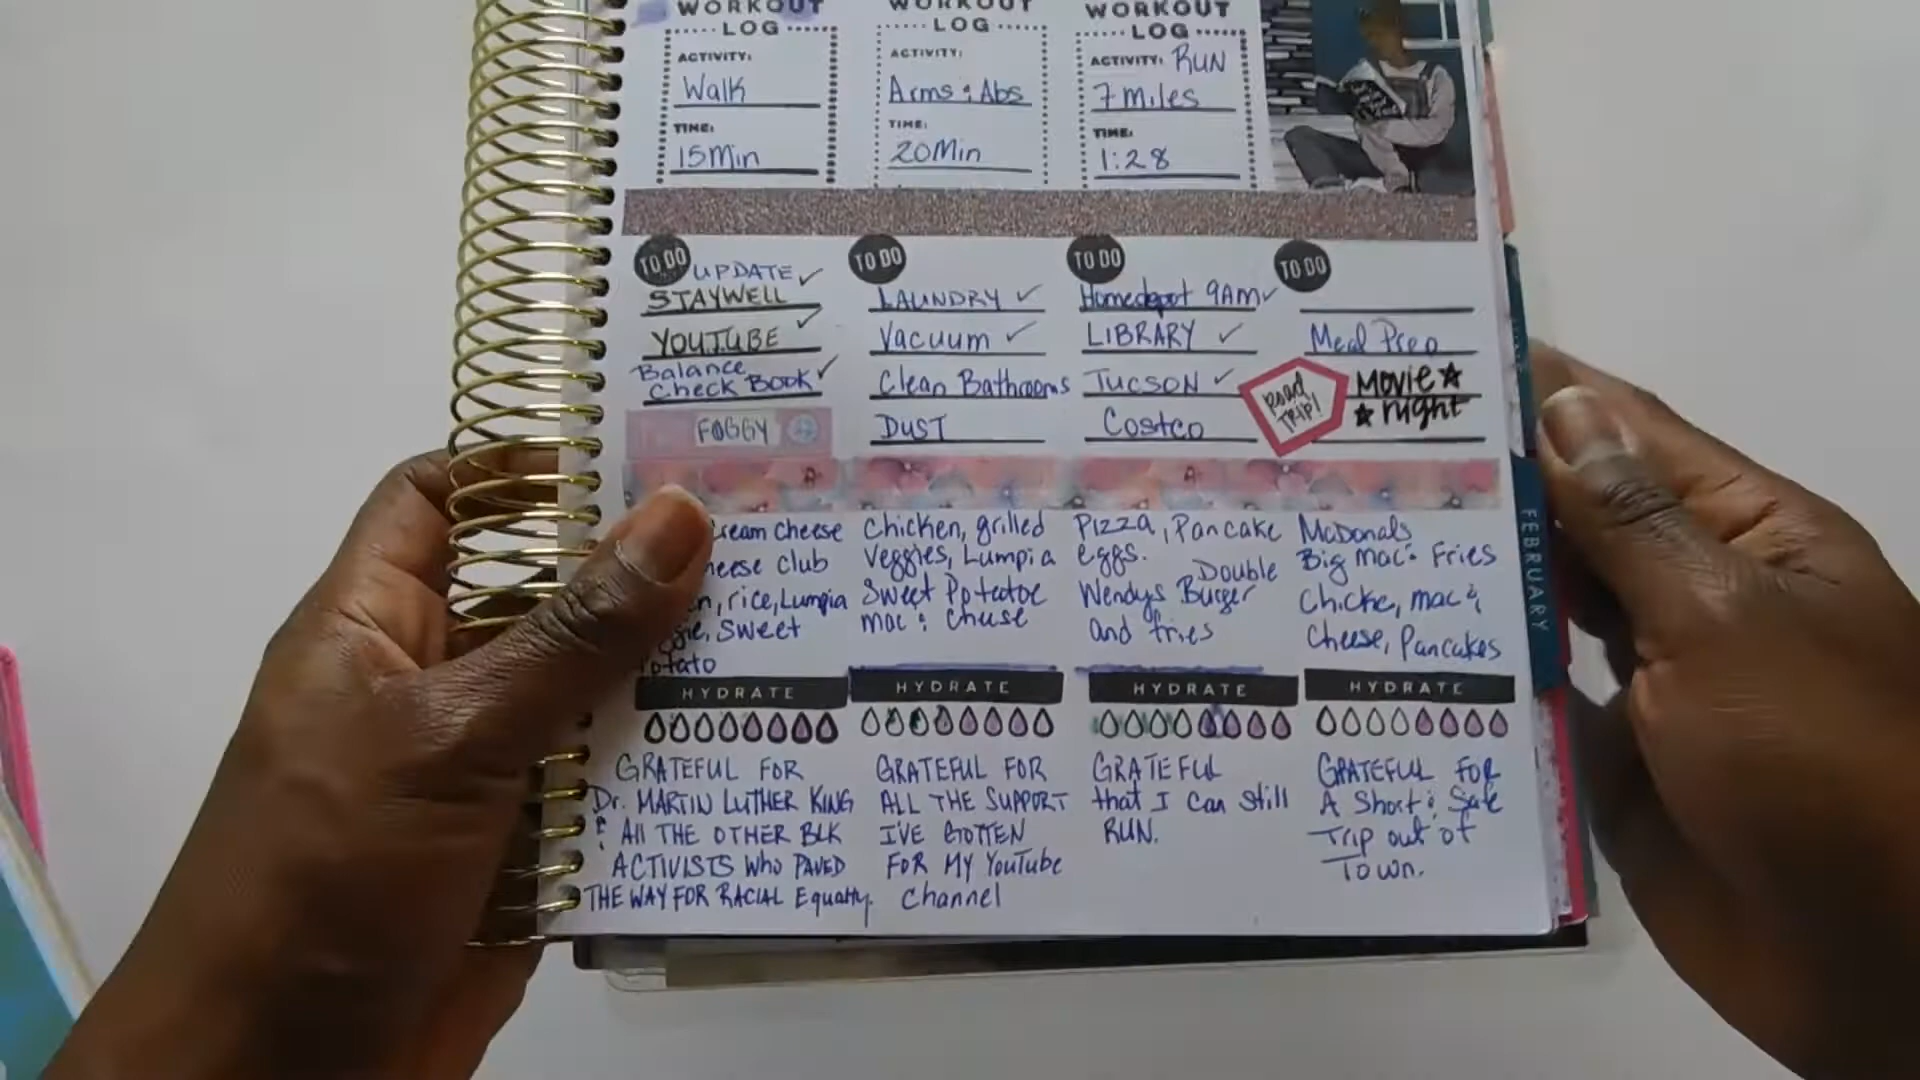 WORKOUT
LOG
ACTIVITY:
Walk
TIME:
15Min
WORKOUT
LOG
ACTIVITY:
Arms & Abs
TIME:
20Min
WORKOUT
LOG
ACTIVITY: RUN
7 Miles
TIME:
1:28
TO DO
UPDATE ✓
STAYWELL
YOUTUBE ✓
Balance
Check Book ✓
FOGGY
TO DO
LAUNDRY ✓
Vacuum ✓
Clean Bathrooms
DUST
TO DO
Homedepot 9AM ✓
LIBRARY ✓
TUCSON ✓
Costco
TO DO
Meal Prep
Road
TRIP!
MOVIE ★
★ night
FEBRUARY
Cream Cheese
club
rice, Lumpia
Sweet
Potato
Chicken, grilled
Veggies, Lumpia
Sweet Potatoe
Mac & Cheese
Pizza, Pancake
eggs.
Double
Wendys Burger
and fries
McDonals
Big mac & Fries
Chicke, mac &
Cheese, Pancakes
HYDRATE
HYDRATE
HYDRATE
HYDRATE
GRATEFUL FOR
Dr. MARTIN LUTHER KING
& All THE OTHER BLK
ACTIVISTS Who PAVED
THE WAY FOR RACIAL Equality.
GRATEFUL FOR
ALL THE SUPPORT
I'VE GOTTEN
FOR MY YouTube
Channel
GRATEFUL
that I Can Still
RUN.
GRATEFUL FOR
A Short & Safe
Trip out of
Town.